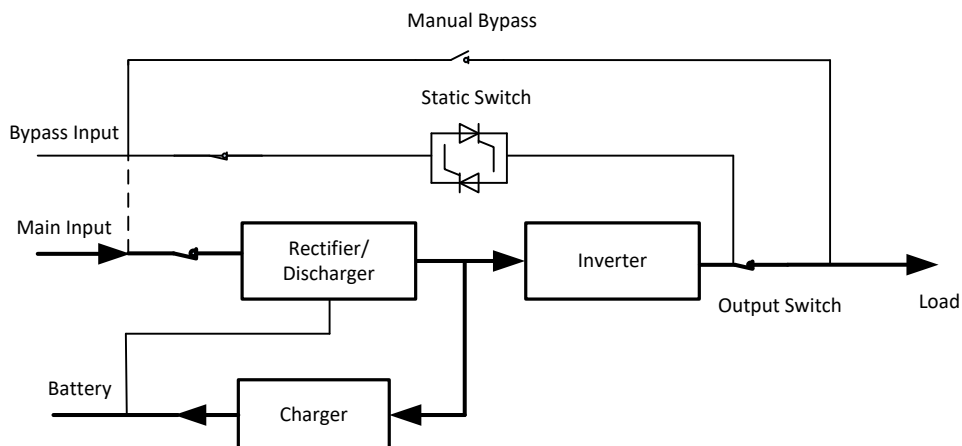 Manual Bypass
Static Switch
Bypass Input
Main Input
Rectifier/
Discharger
Inverter
Output Switch
Load
Battery
Charger